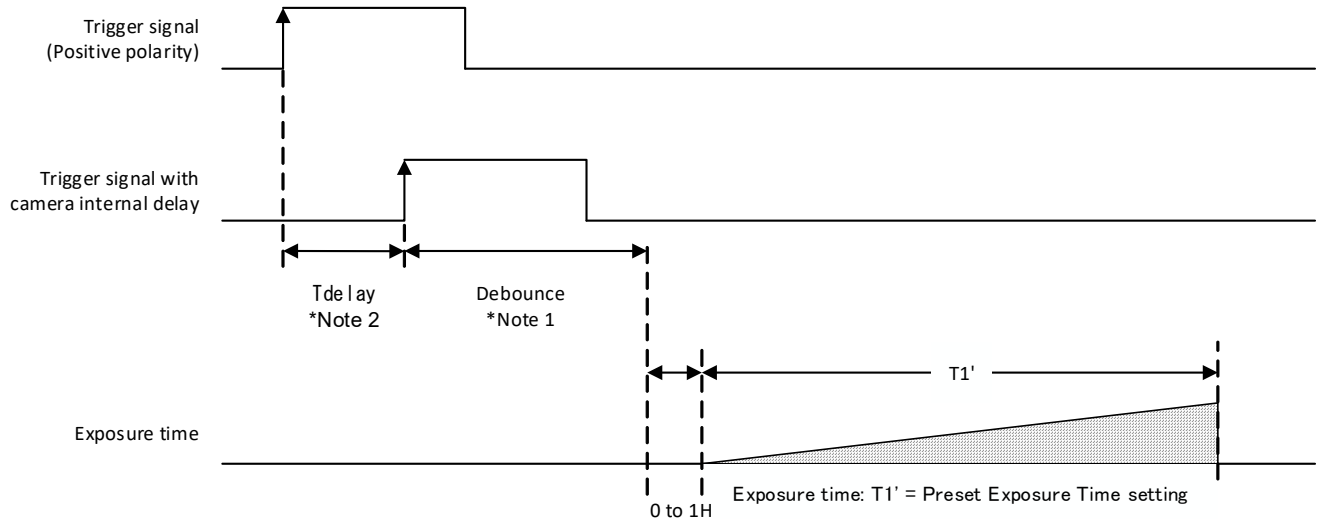 Trigger signal
(Positive polarity)
Trigger signal with
camera internal delay
Tdelay
*Note 2
Debounce
*Note 1
T1'
Exposure time
0 to 1H
Exposure time: T1' = Preset Exposure Time setting